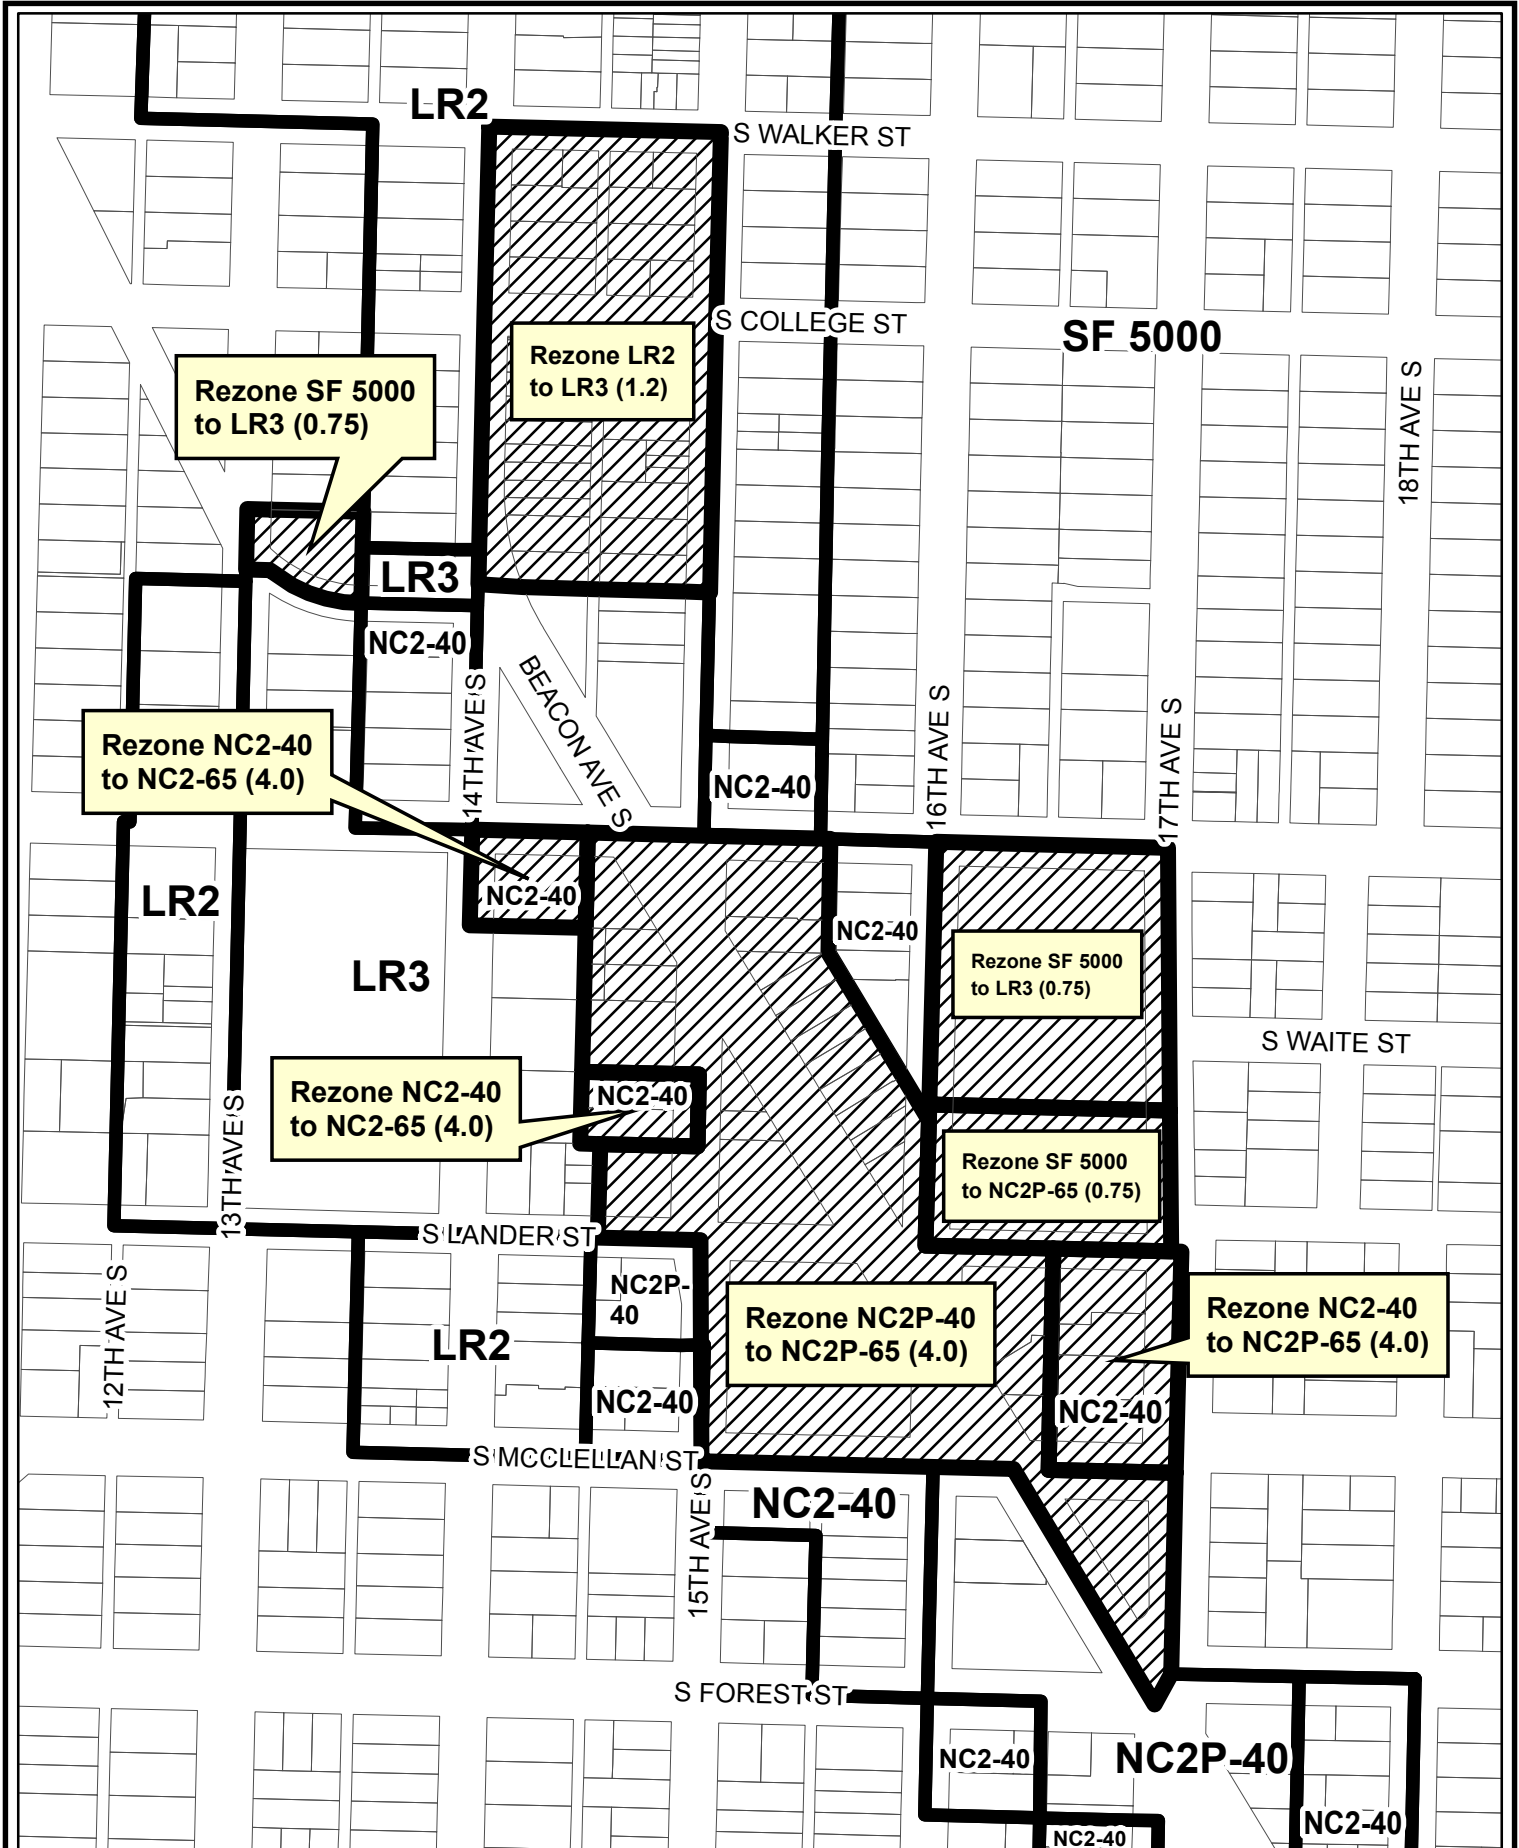 LR2
S WALKER ST
S COLLEGE ST
SF 5000
Rezone LR2
to LR3 (1.2)
Rezone SF 5000
to LR3 (0.75)
18TH AVE S
LR3
NC2-40
14TH AVE S
BEACON AVE S
16TH AVE S
17TH AVE S
Rezone NC2-40
to NC2-65 (4.0)
NC2-40
NC2-40
LR2
NC2-40
LR3
Rezone SF 5000
to LR3 (0.75)
S WAITE ST
Rezone NC2-40
to NC2-65 (4.0)
NC2-40
13TH AVE S
Rezone SF 5000
to NC2P-65 (0.75)
S LANDER ST
12TH AVE S
NC2P-
40
LR2
Rezone NC2P-40
to NC2P-65 (4.0)
Rezone NC2-40
to NC2P-65 (4.0)
NC2-40
NC2-40
S MCCLELLAN ST
15TH AVE S
NC2-40
S FOREST ST
NC2-40
NC2P-40
NC2-40
NC2-40